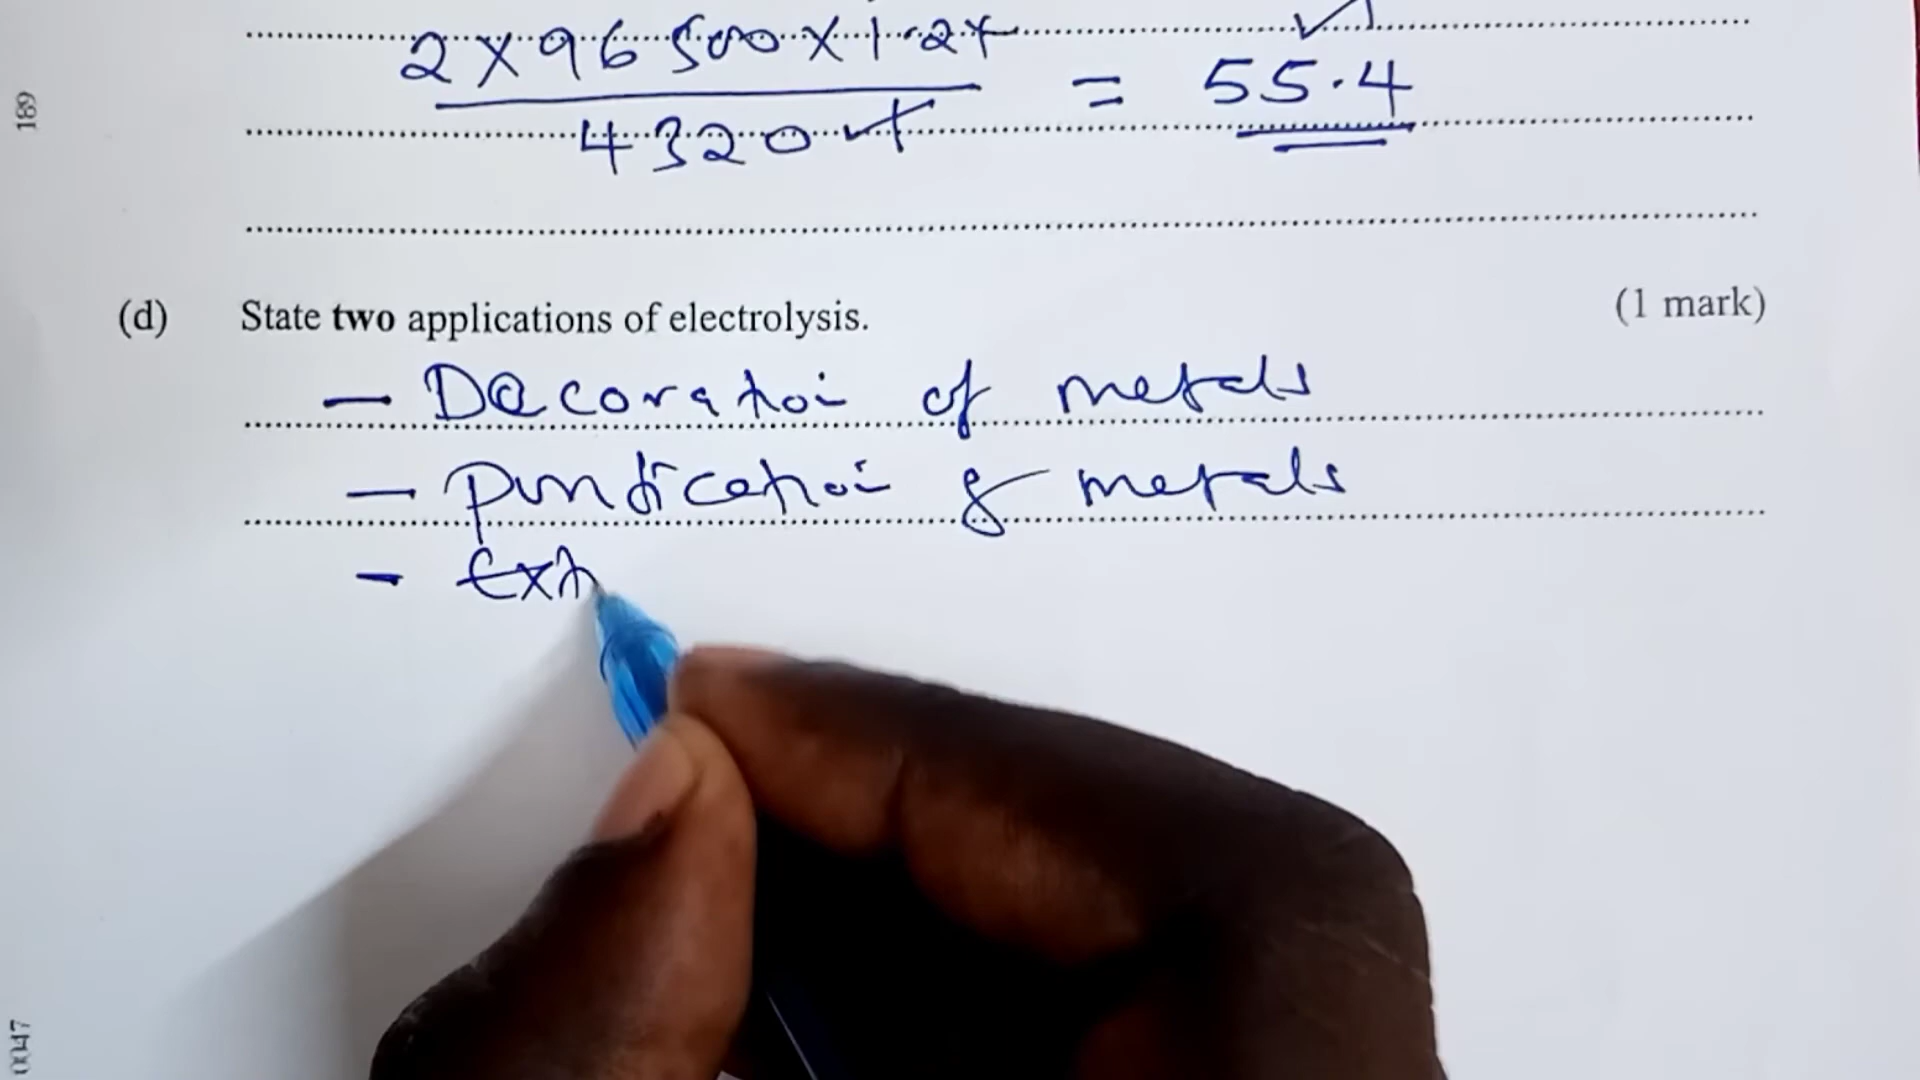 2 X 96500 X 1.24
4320
= 55.4
189
(d) State two applications of electrolysis. (1 mark)
- Decoration of metals
- Purification of metals
- Ext
0047